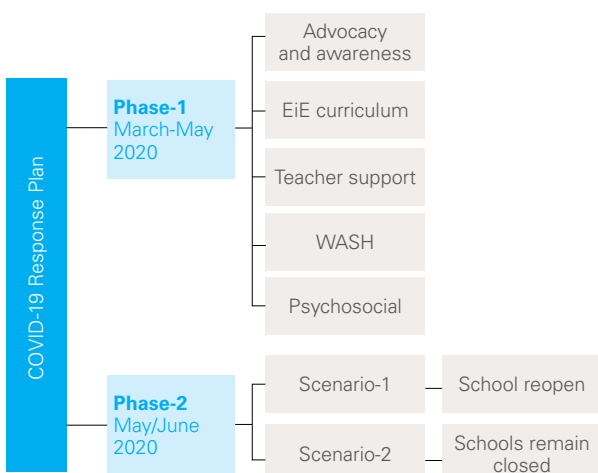 COVID-19 Response Plan
Phase-1
March-May
2020
Advocacy
and awareness
EiE curriculum
Teacher support
WASH
Psychosocial
Phase-2
May/June
2020
Scenario-1
School reopen
Scenario-2
Schools remain
closed